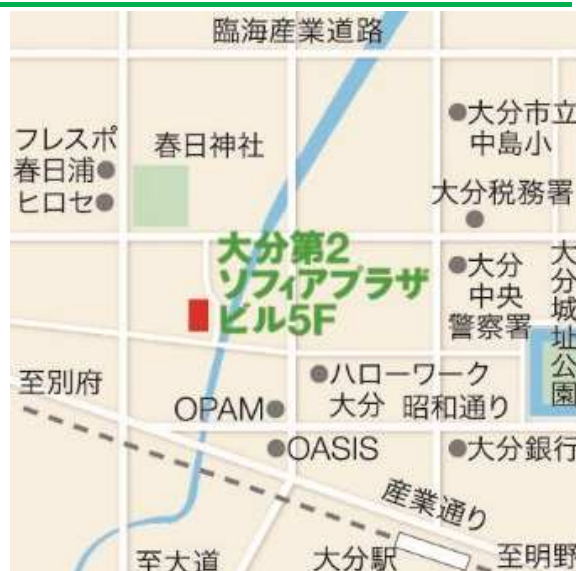 臨海産業道路
フレスポ
春日浦
ヒロセ
春日神社
大分市立
中島小
大分税務署
大分第2
ソフィアプラザ
ビル5F
大分
中央
警察署
大分城址公園
至別府
ハローワーク
大分
昭和通り
OPAM
OASIS
大分銀行
産業通り
至大道
大分駅
至明野